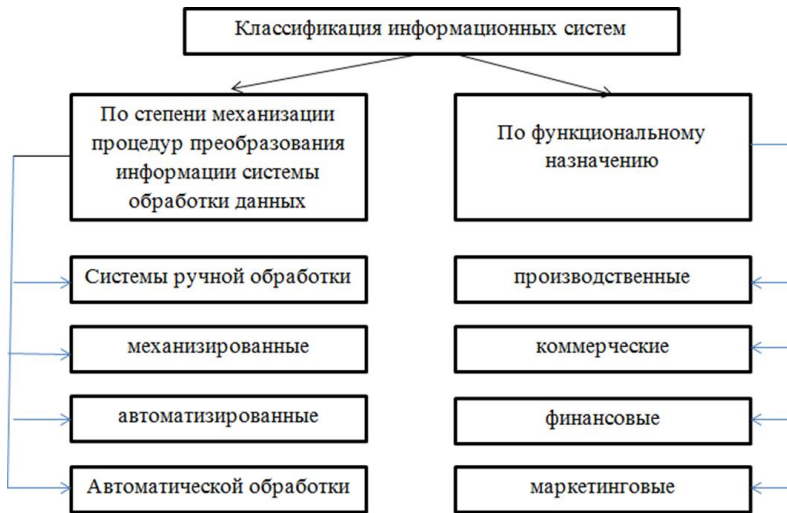 Классификация информационных систем
По степени механизации
процедур преобразования
информации системы
обработки данных
По функциональному
назначению
Системы ручной обработки
производственные
механизированные
коммерческие
автоматизированные
финансовые
Автоматической обработки
маркетинговые